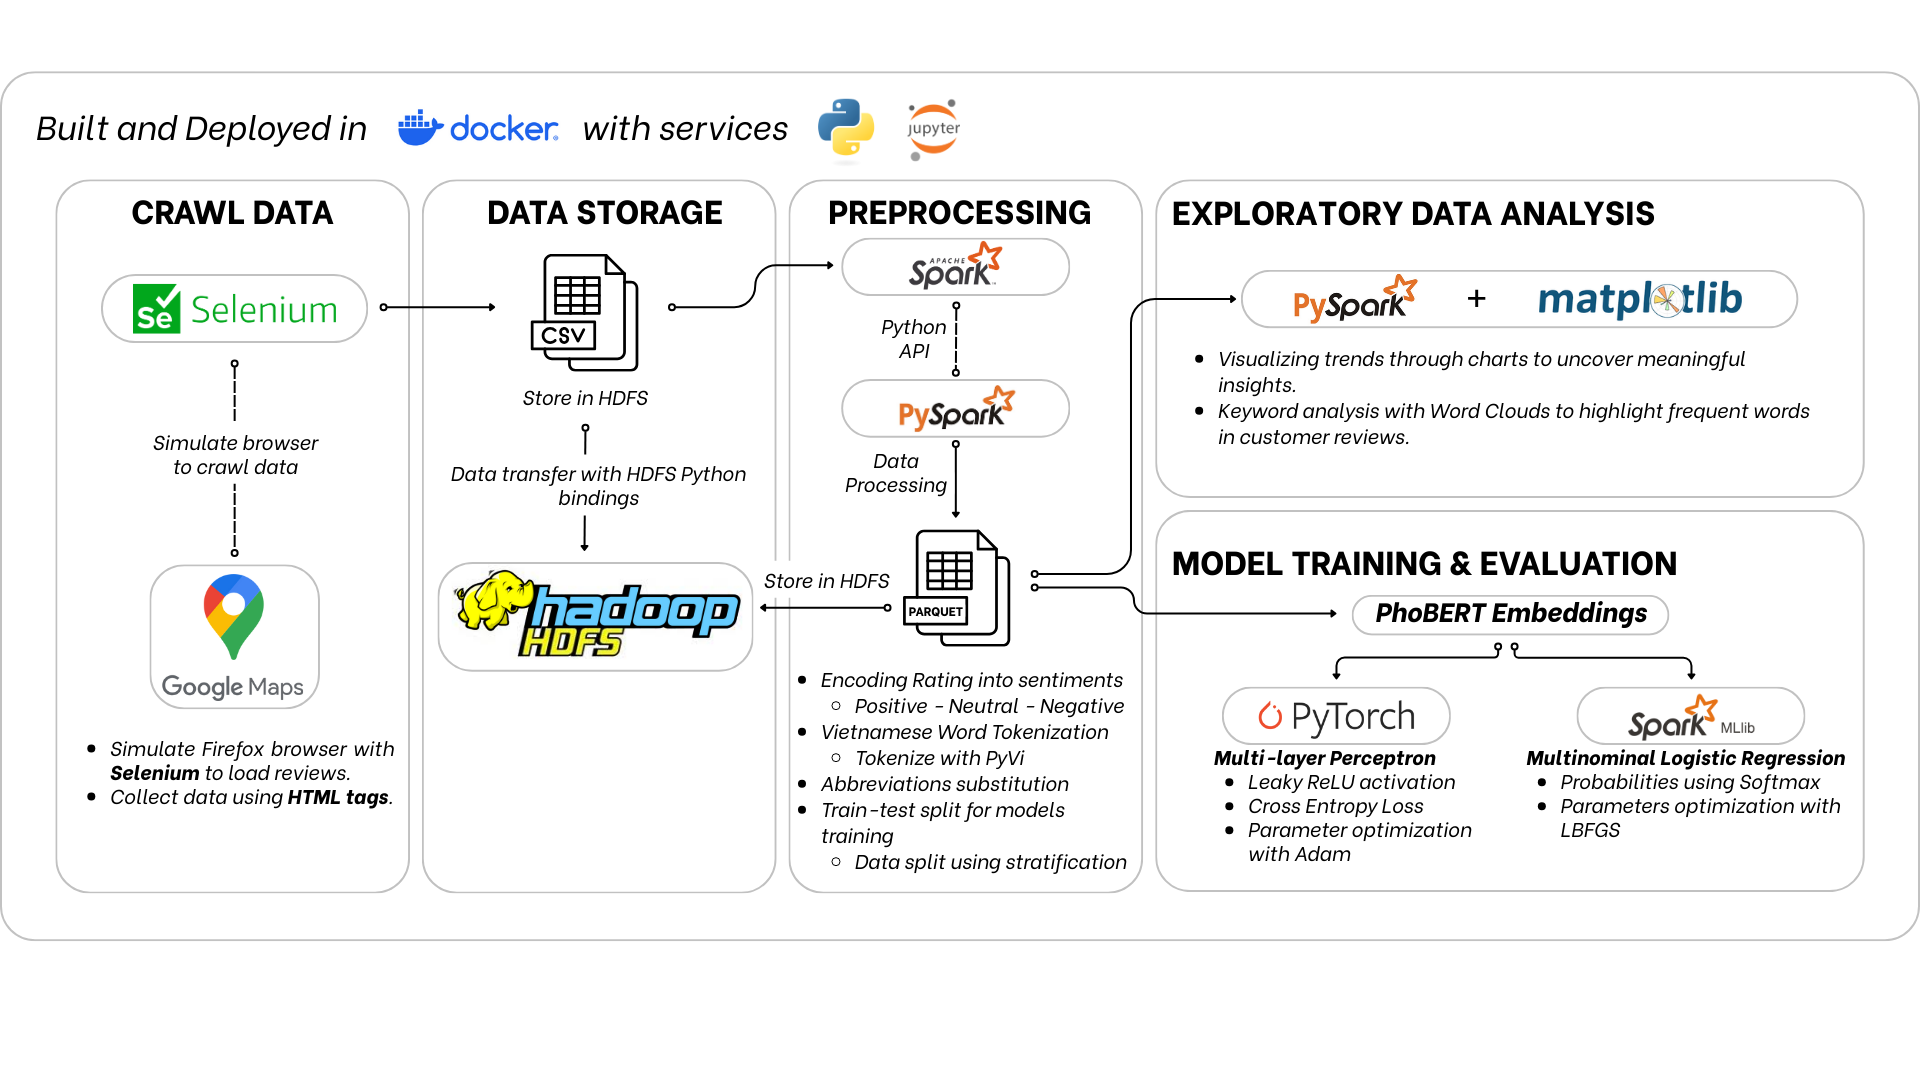 Built and Deployed in docker with services jupyter
CRAWL DATA
Se Selenium
Simulate browser
to crawl data
Google Maps
• Simulate Firefox browser with
Selenium to load reviews.
• Collect data using HTML tags.
DATA STORAGE
CSV
Store in HDFS
Data transfer with HDFS Python
bindings
hadoop
HDFS
PREPROCESSING
APACHE
Spark
Python
API
PySpark
Data
Processing
Store in HDFS
PARQUET
• Encoding Rating into sentiments
○ Positive - Neutral - Negative
• Vietnamese Word Tokenization
○ Tokenize with PyVi
• Abbreviations substitution
• Train-test split for models
training
○ Data split using stratification
EXPLORATORY DATA ANALYSIS
PySpark + matplotlib
• Visualizing trends through charts to uncover meaningful
insights.
• Keyword analysis with Word Clouds to highlight frequent words
in customer reviews.
MODEL TRAINING & EVALUATION
PhoBERT Embeddings
PyTorch
Multi-layer Perceptron
• Leaky ReLU activation
• Cross Entropy Loss
• Parameter optimization
with Adam
Spark MLlib
Multinominal Logistic Regression
• Probabilities using Softmax
• Parameters optimization with
LBFGS